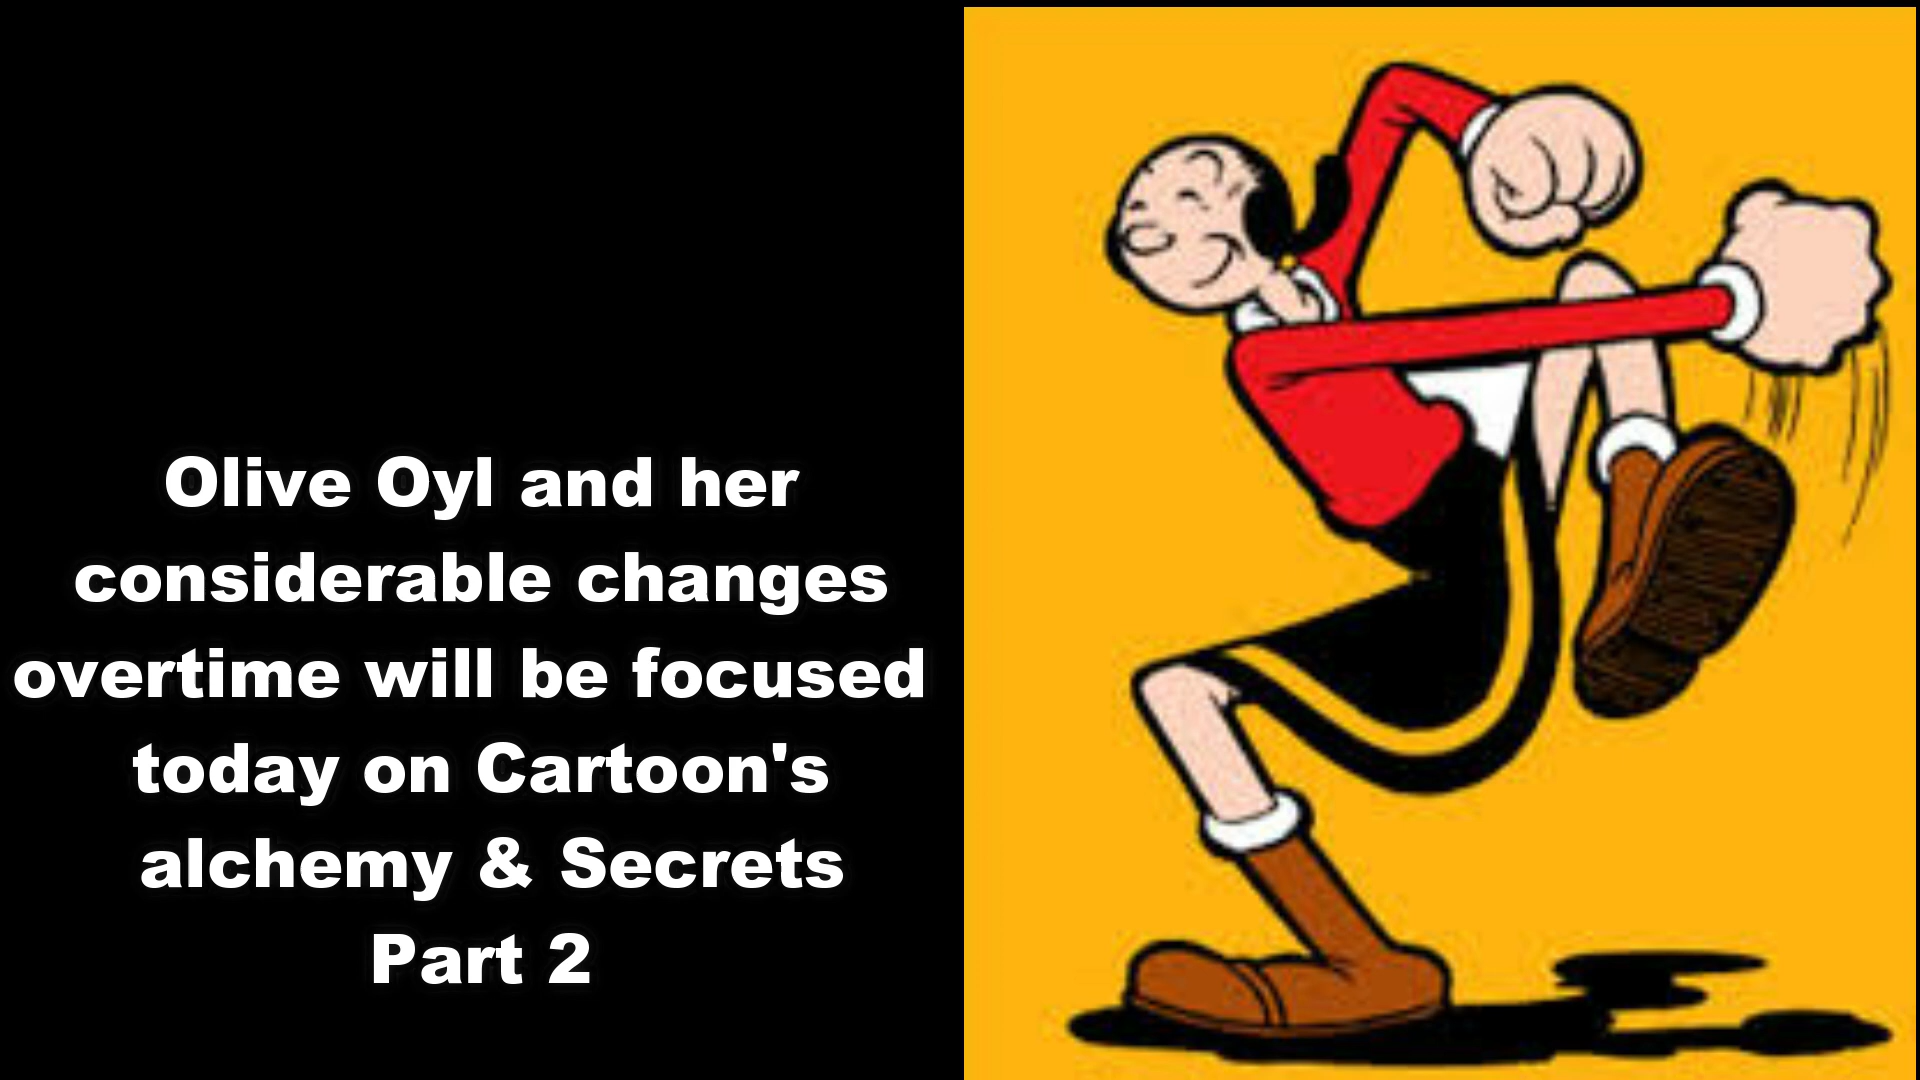 Olive Oyl and her
considerable changes
overtime will be focused
today on Cartoon's
alchemy & Secrets
Part 2